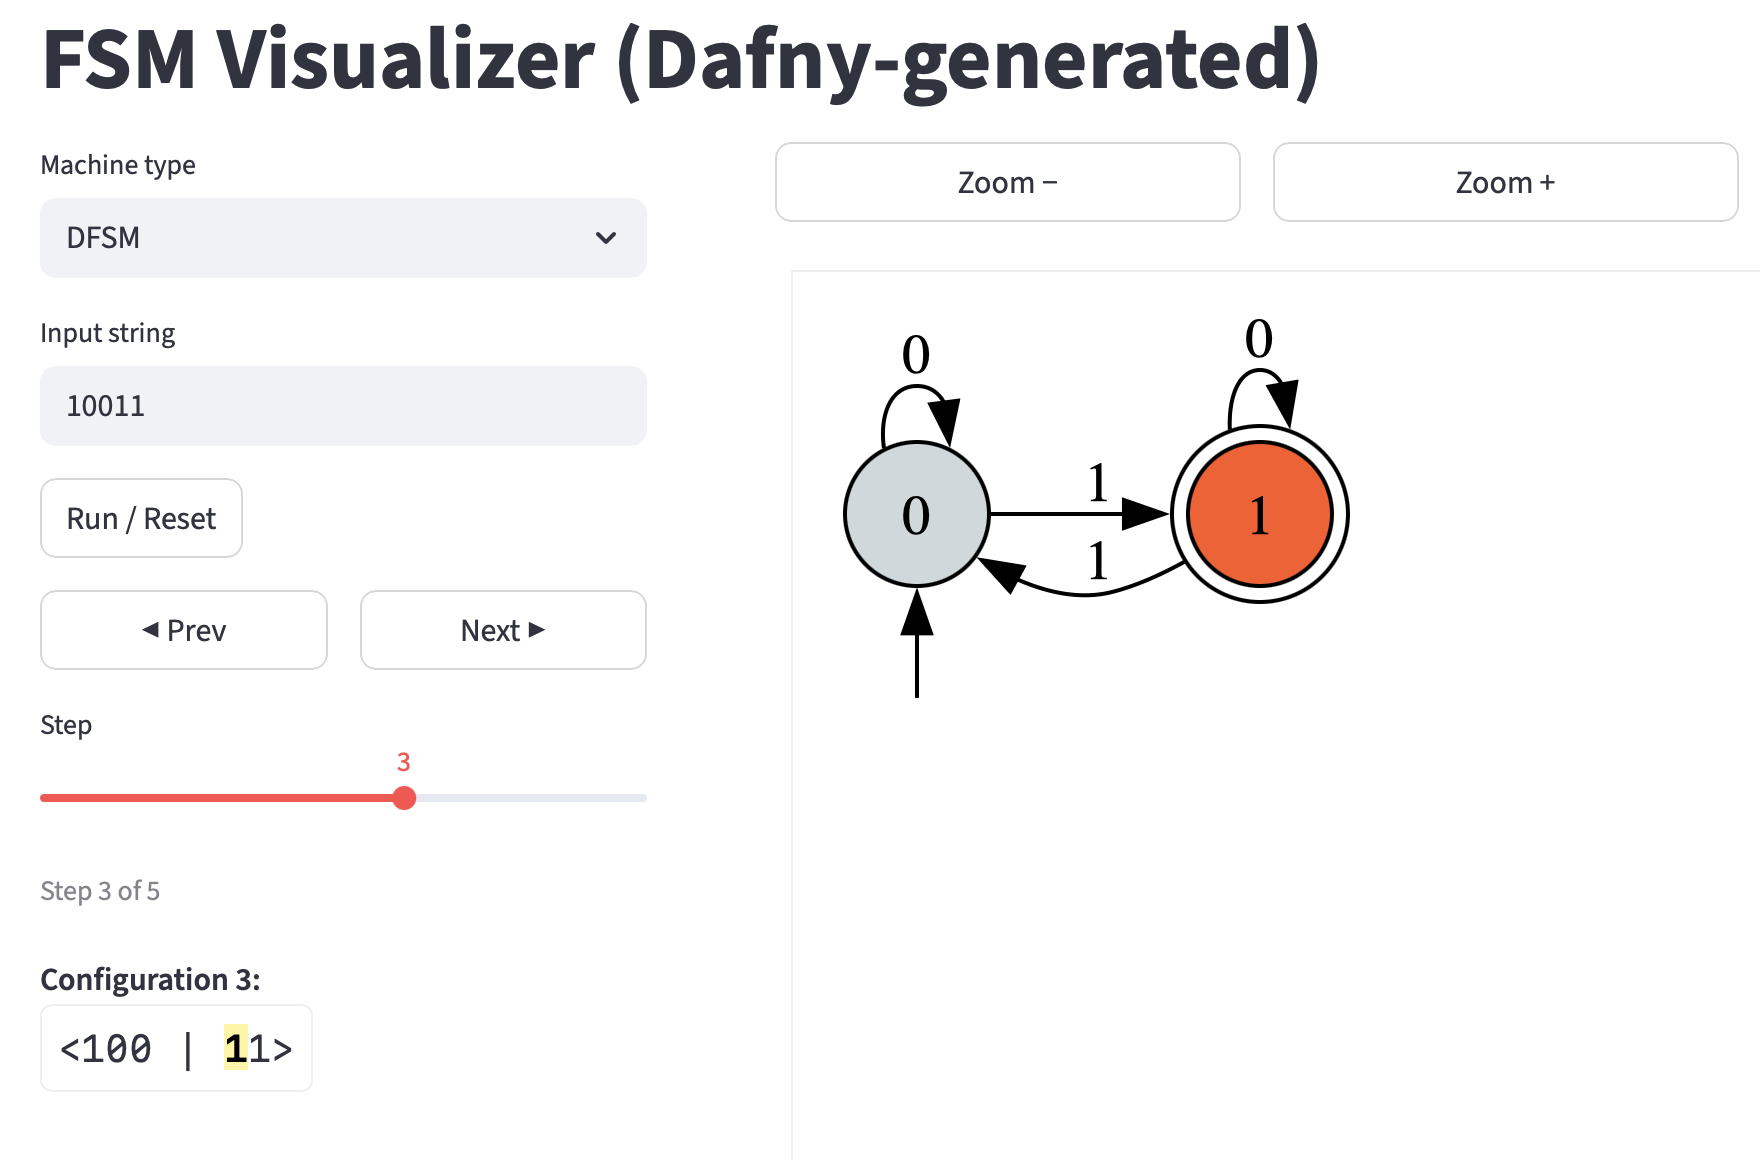 FSM Visualizer (Dafny-generated)
Machine type
DFSM
Input string
10011
Run / Reset
◄ Prev
Next ►
Step
3
Step 3 of 5
Configuration 3:
<100 | 11>
Zoom −
Zoom +
0
0
0
1
1
1